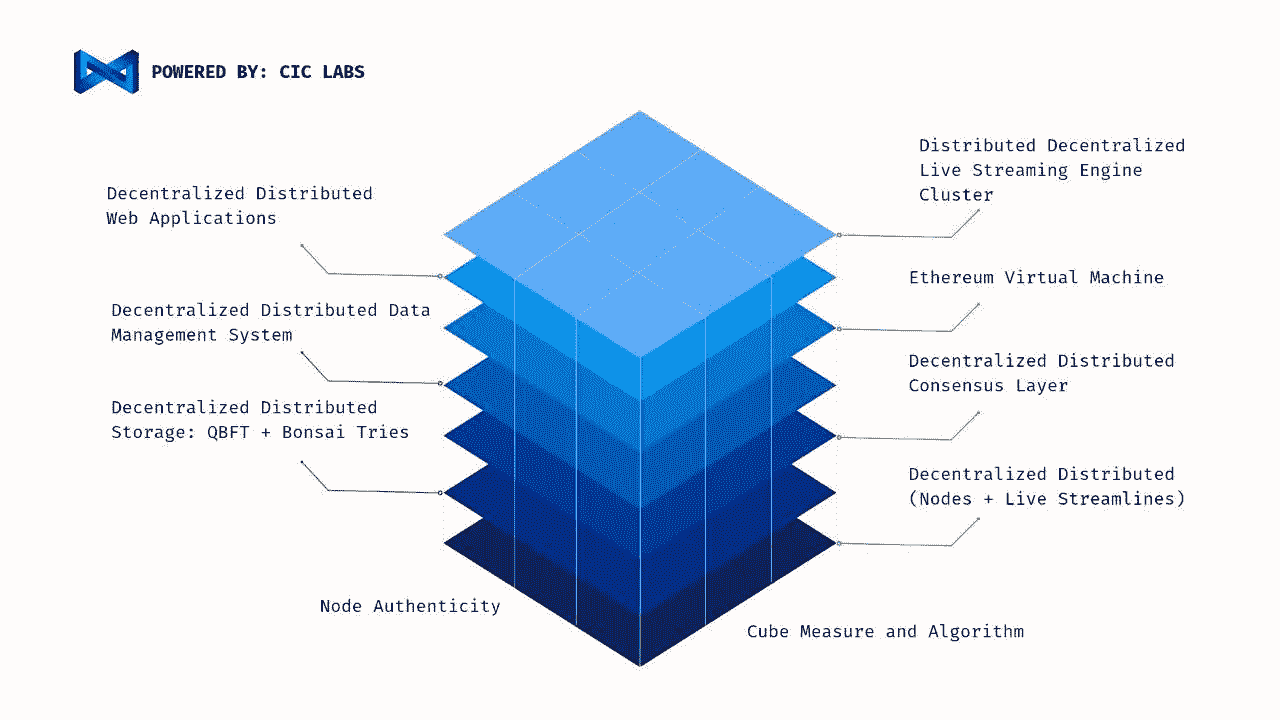 POWERED BY: CIC LABS
Distributed Decentralized
Live Streaming Engine
Cluster
Decentralized Distributed
Web Applications
Ethereum Virtual Machine
Decentralized Distributed Data
Management System
Decentralized Distributed
Consensus Layer
Decentralized Distributed
Storage: QBFT + Bonsai Tries
Decentralized Distributed
(Nodes + Live Streamlines)
Node Authenticity
Cube Measure and Algorithm